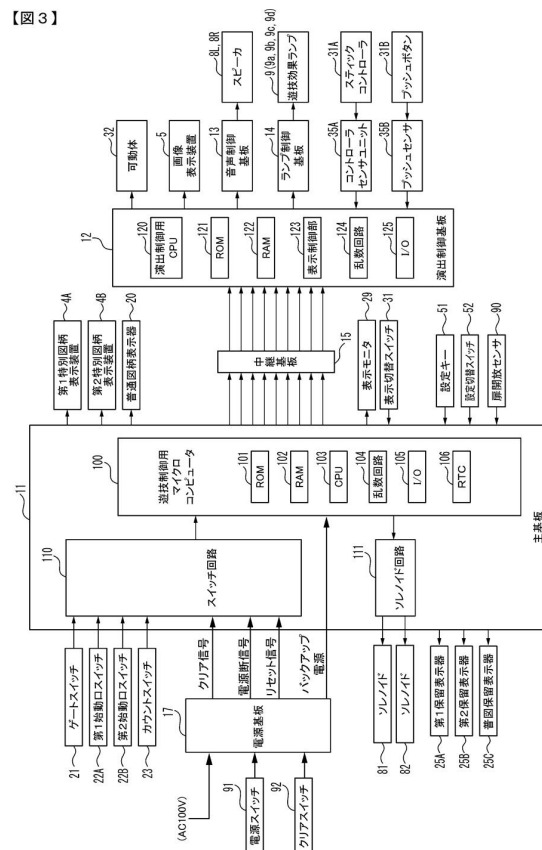 【図3】
21
ゲートスイッチ
22A
第1始動口スイッチ
22B
第2始動口スイッチ
23
カウントスイッチ
(AC100V)
17
電源基板
91
電源スイッチ
92
クリアスイッチ
クリア信号
電源断信号
リセット信号
バックアップ
電源
81
ソレノイド
82
ソレノイド
25A
第1保留表示器
25B
第2保留表示器
25C
普図保留表示器
11
主基板
110
スイッチ回路
111
ソレノイド回路
100
遊技制御用
マイクロ
コンピュータ
101
ROM
102
RAM
103
CPU
104
乱数回路
105
I/O
106
RTC
4A
第1特別図柄
表示装置
4B
第2特別図柄
表示装置
20
普通図柄表示器
15
中継基板
29
表示モニタ
31
表示切替スイッチ
51
設定キー
52
設定切替スイッチ
90
扉開放センサ
12
演出制御基板
120
演出制御用
CPU
121
ROM
122
RAM
123
表示制御部
124
乱数回路
125
I/O
32
可動体
5
画像
表示装置
13
音声制御
基板
14
ランプ制御
基板
35A
コントローラ
センサユニット
35B
プッシュセンサ
8L, 8R
スピーカ
9 (9a, 9b, 9c, 9d)
遊技効果ランプ
31A
スティック
コントローラ
31B
プッシュボタン